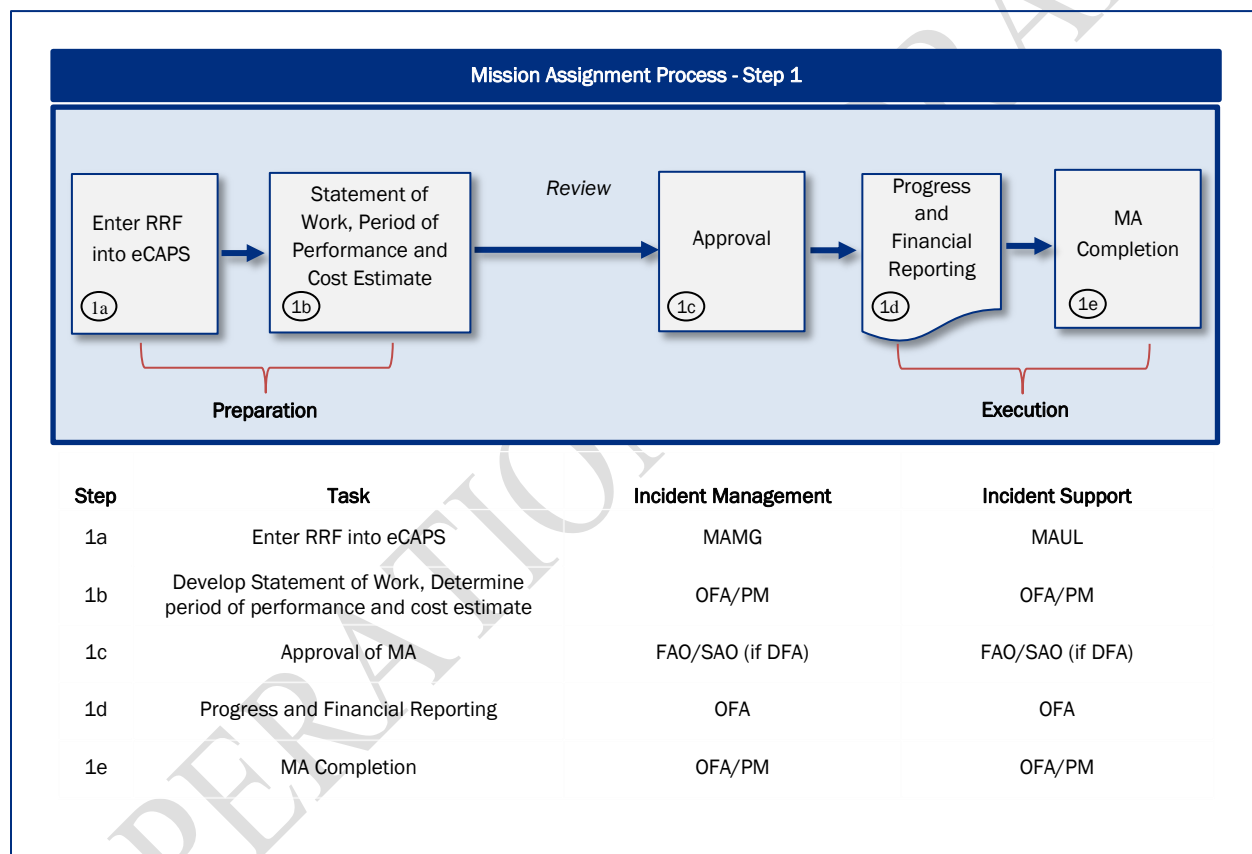 Mission Assignment Process - Step 1
Enter RRF
into eCAPS
1a
Statement of
Work, Period of
Performance and
Cost Estimate
1b
Review
Approval
1c
Progress
and
Financial
Reporting
1d
MA
Completion
1e
Preparation
Execution
Step Task Incident Management Incident Support
1a Enter RRF into eCAPS MAMG MAUL
1b Develop Statement of Work, Determine
period of performance and cost estimate OFA/PM OFA/PM
1c Approval of MA FAO/SAO (if DFA) FAO/SAO (if DFA)
1d Progress and Financial Reporting OFA OFA
1e MA Completion OFA/PM OFA/PM